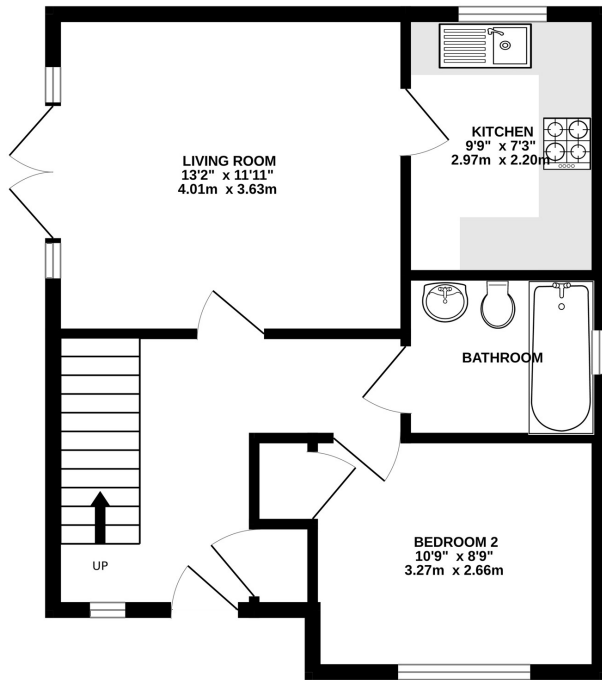 LIVING ROOM
13'2" x 11'11"
4.01m x 3.63m
KITCHEN
9'9" x 7'3"
2.97m x 2.20m
BATHROOM
BEDROOM 2
10'9" x 8'9"
3.27m x 2.66m
UP